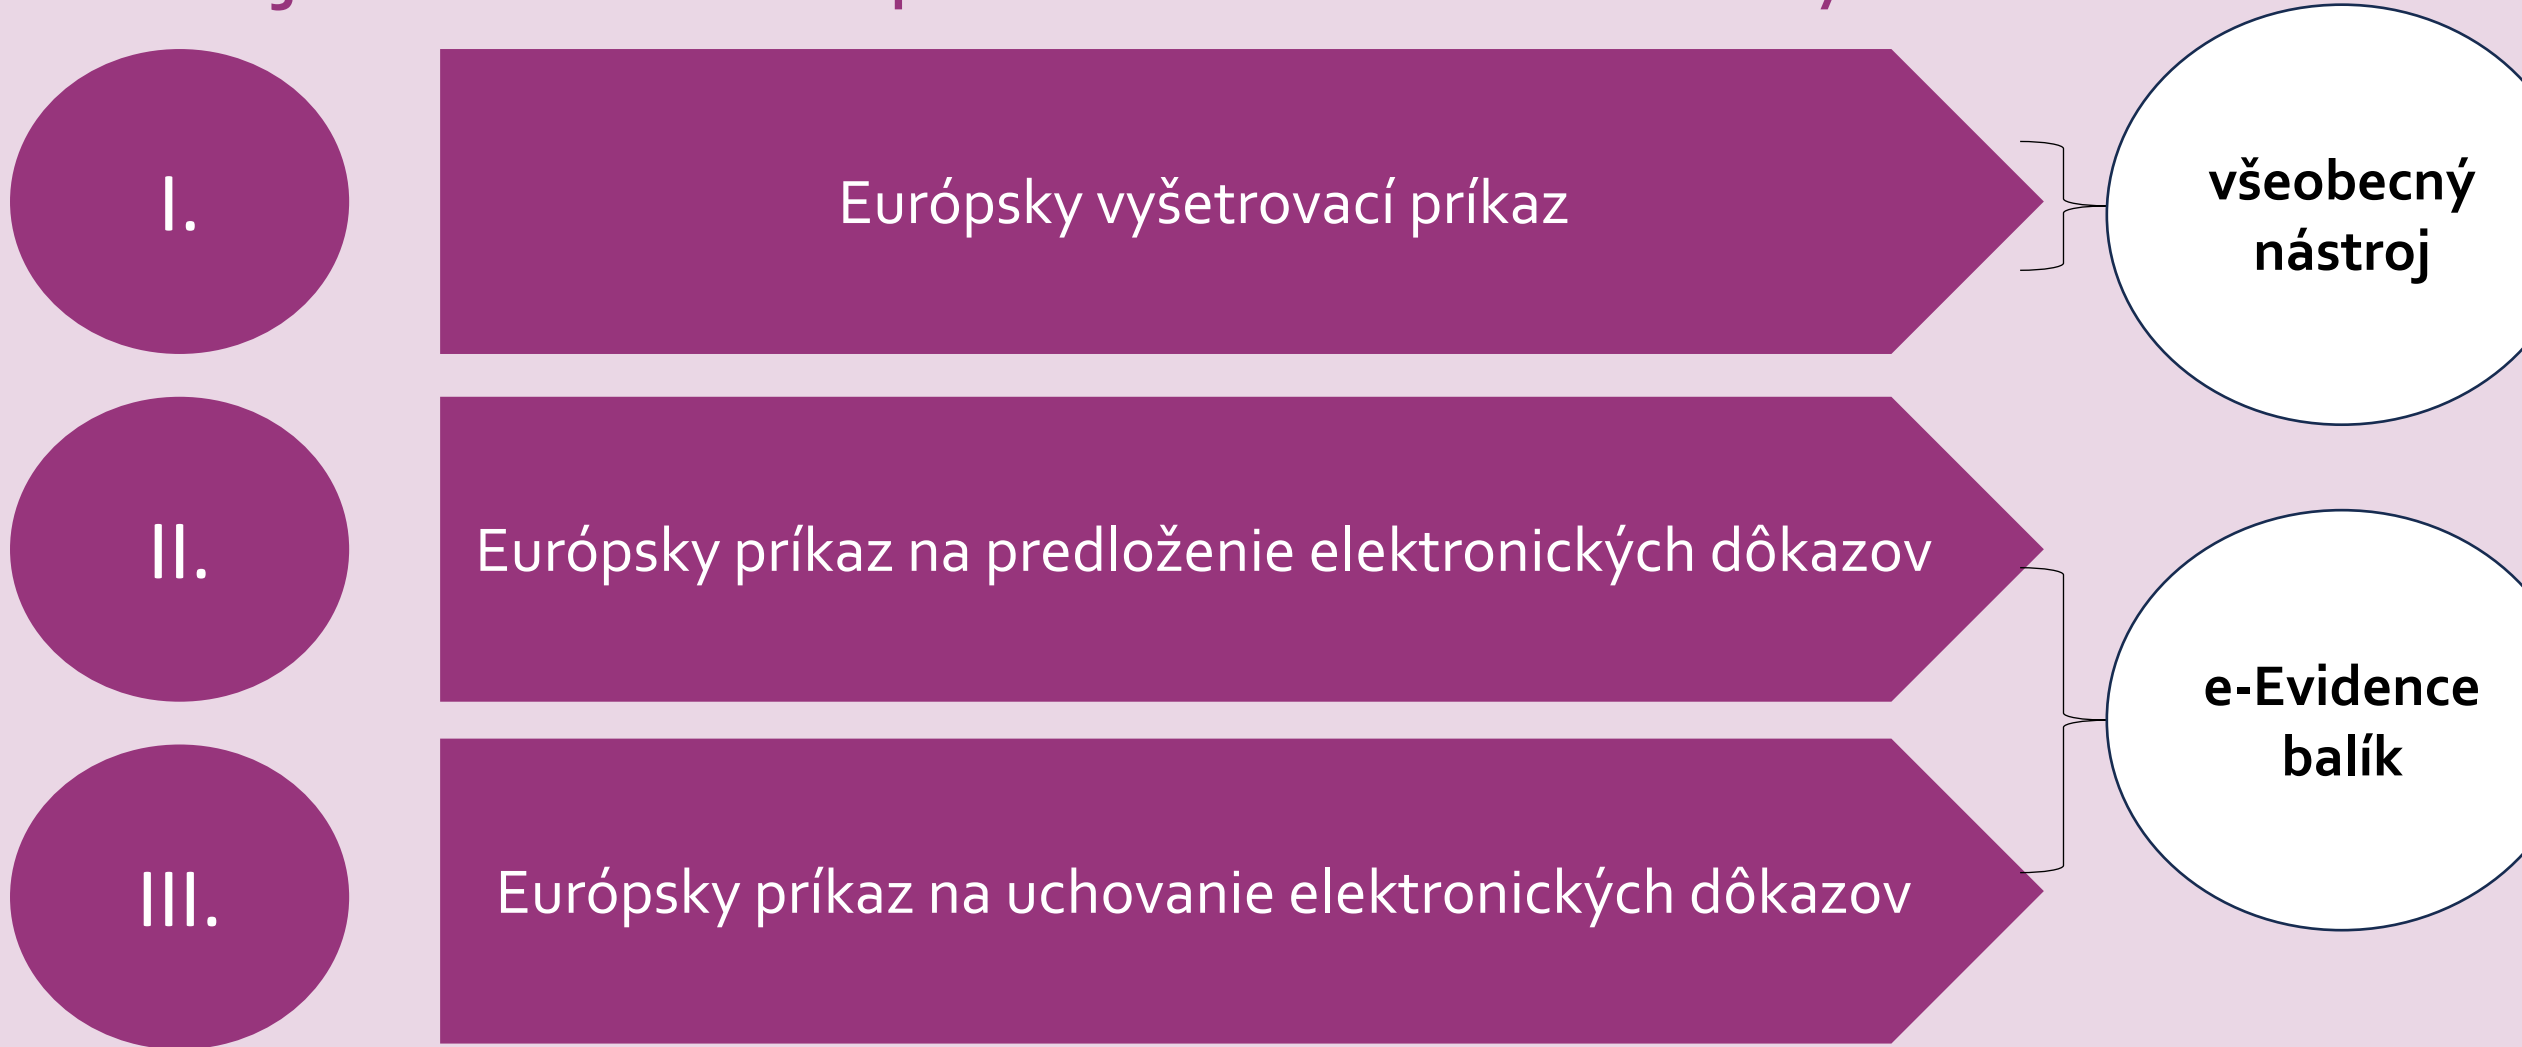 I.
Európsky vyšetrovací príkaz
všeobecný
nástroj
II.
Európsky príkaz na predloženie elektronických dôkazov
e-Evidence
balík
III.
Európsky príkaz na uchovanie elektronických dôkazov